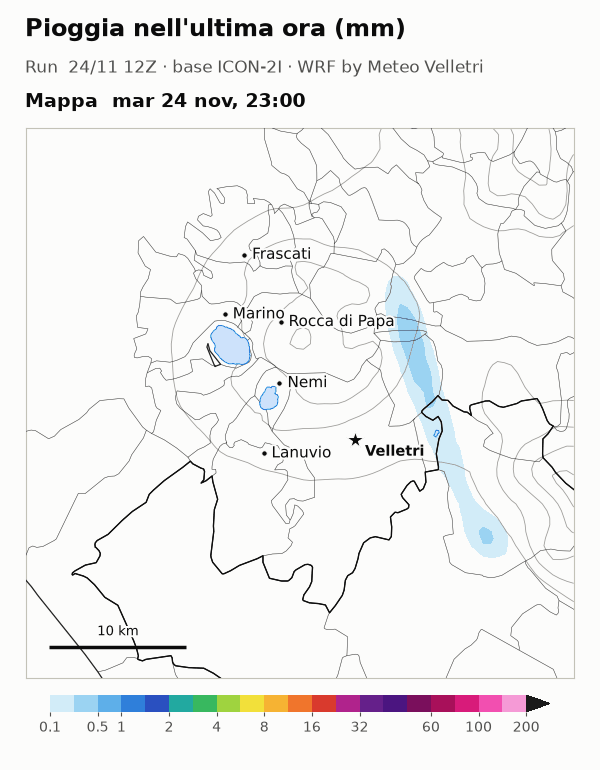 Pioggia nell'ultima ora (mm)
Run  24/11 12Z · base ICON-2I · WRF by Meteo Velletri
Mappa  mar 24 nov, 23:00
Frascati
Marino
Rocca di Papa
Nemi
Velletri
Lanuvio
10 km
0.1 0.5 1 2 4 8 16 32 60 100 200